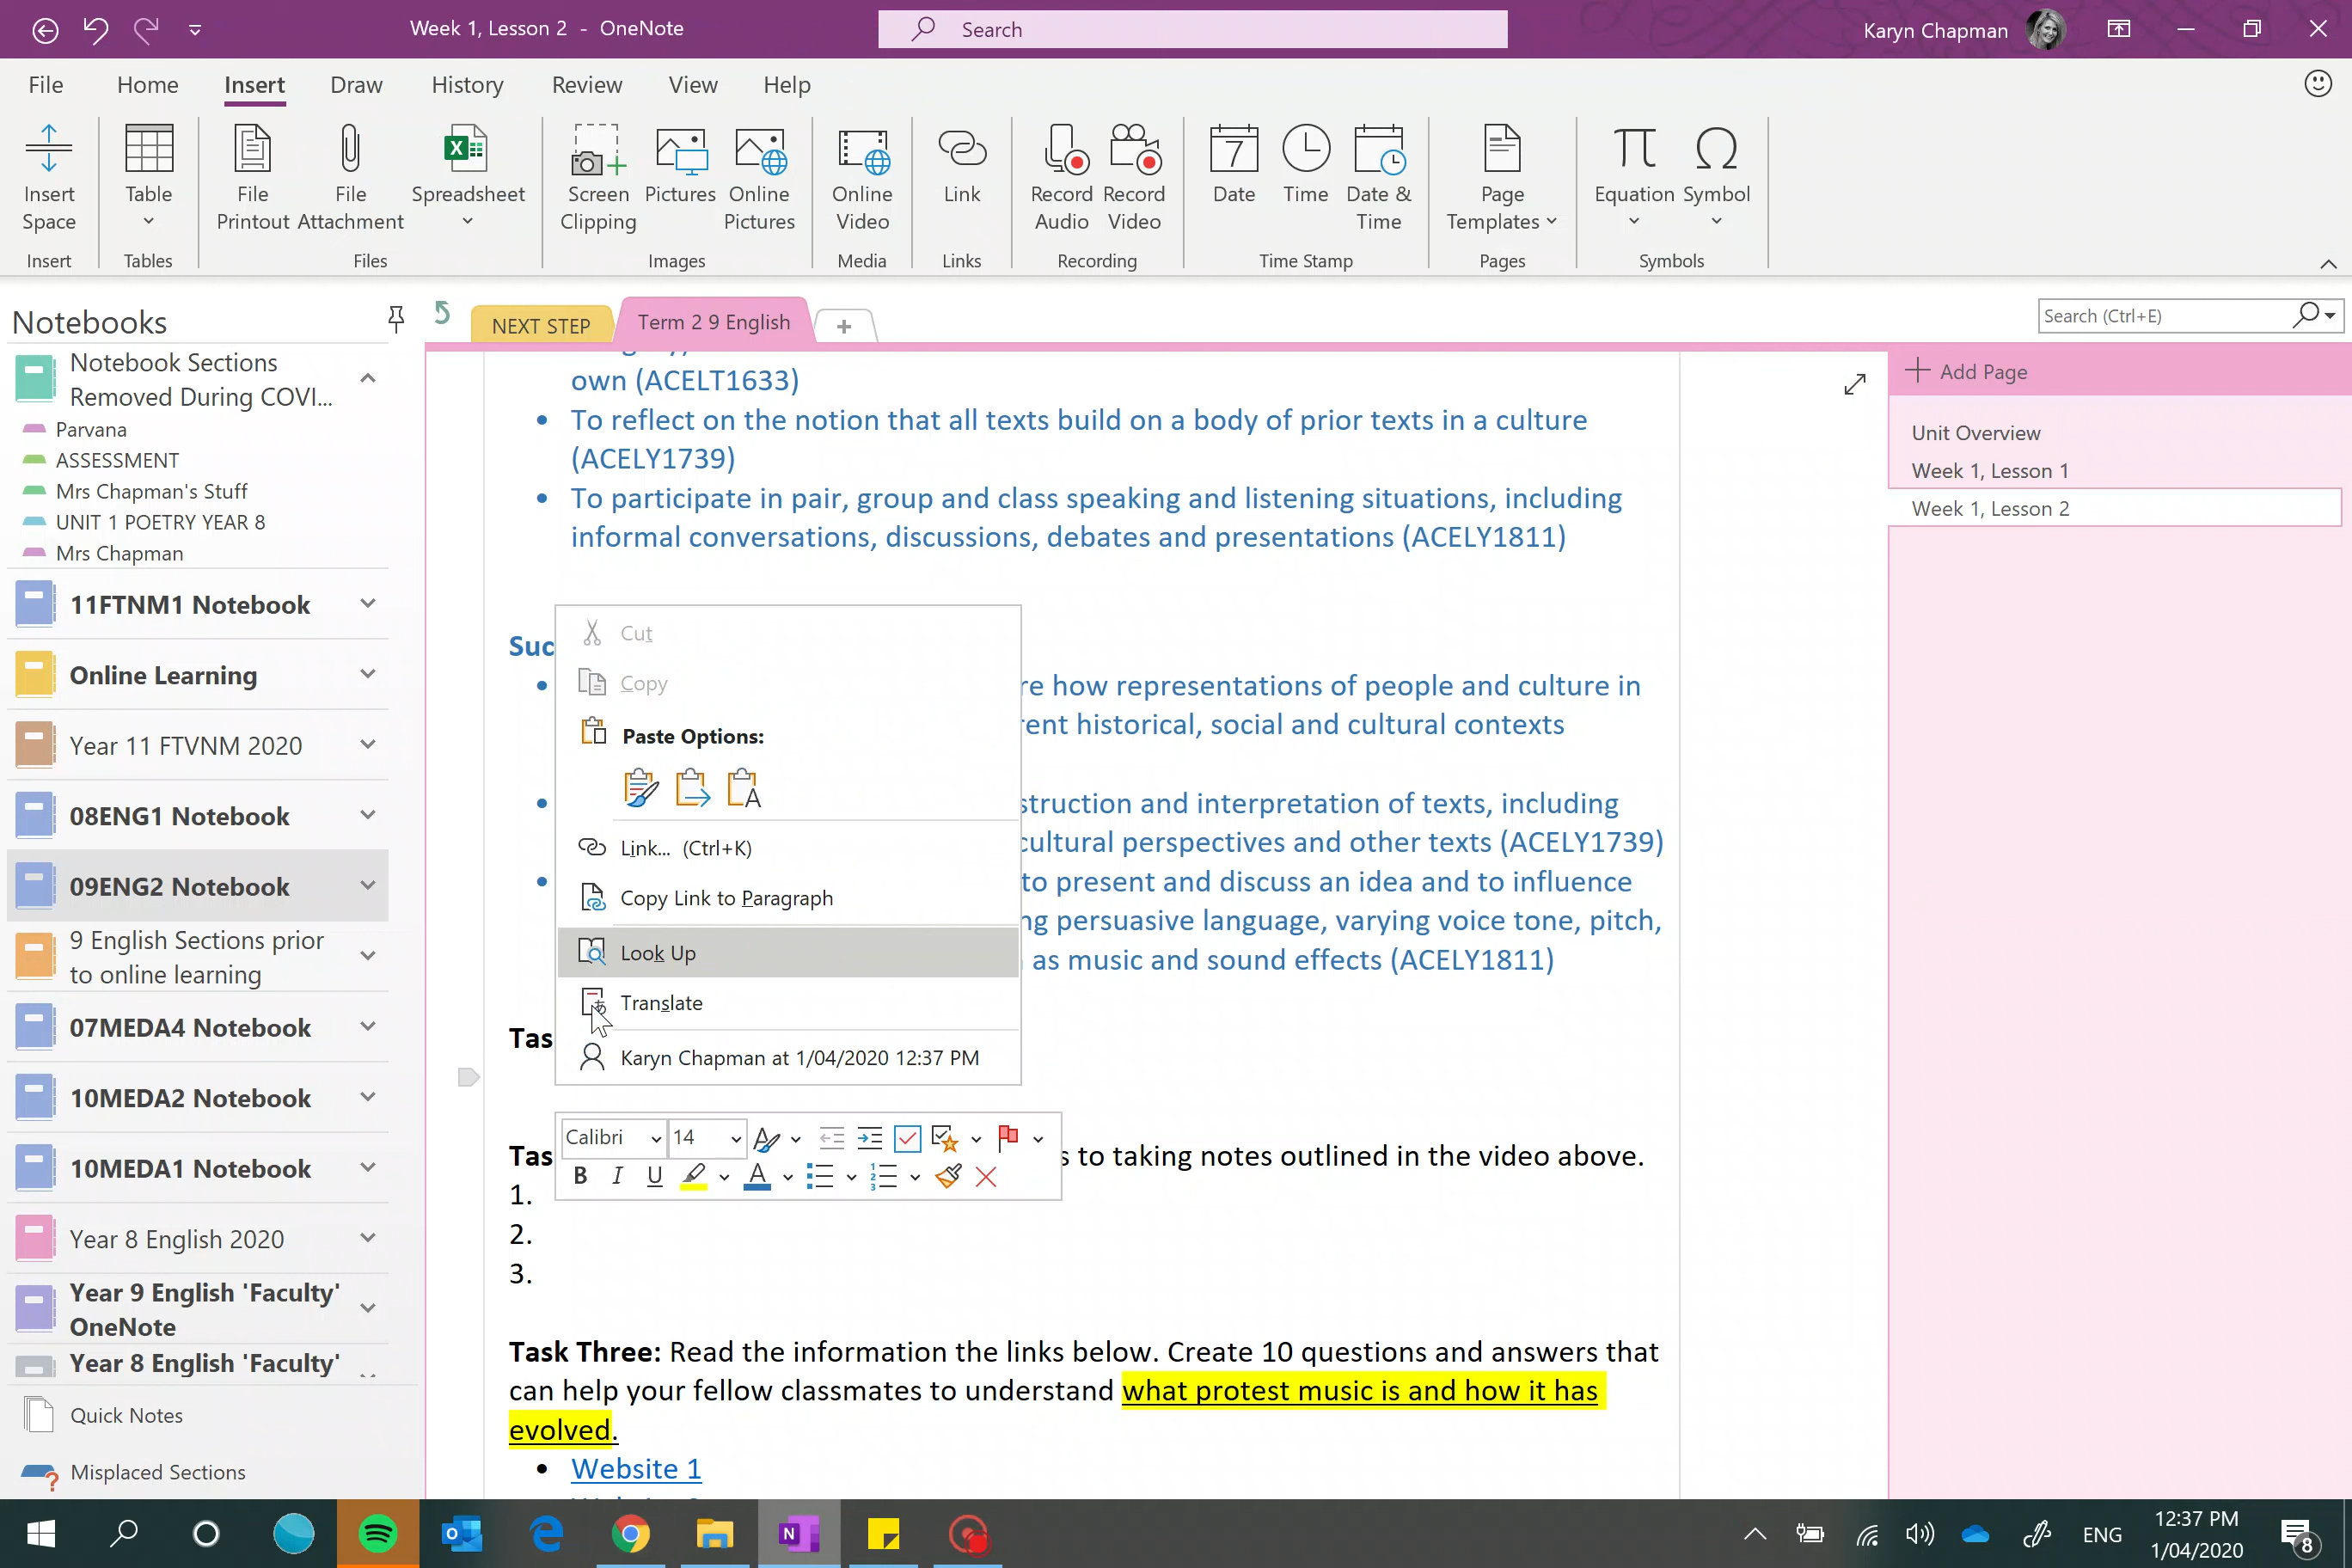 Week 1, Lesson 2 - OneNote
Search
Karyn Chapman
File Home Insert Draw History Review View Help
Insert Space
Table
File Printout
File Attachment
Spreadsheet
Screen Clipping
Pictures
Online Pictures
Online Video
Link
Record Audio
Record Video
7
Date
Time
Date & Time
Page Templates
Equation
Symbol
Insert Tables Files Images Media Links Recording Time Stamp Pages Symbols
Notebooks
NEXT STEP
Term 2 9 English
Search (Ctrl+E)
Notebook Sections
Removed During COVI...
Parvana
ASSESSMENT
Mrs Chapman's Stuff
UNIT 1 POETRY YEAR 8
Mrs Chapman
11FTNM1 Notebook
Online Learning
Year 11 FTVNM 2020
08ENG1 Notebook
09ENG2 Notebook
9 English Sections prior
to online learning
07MEDA4 Notebook
10MEDA2 Notebook
10MEDA1 Notebook
Year 8 English 2020
Year 9 English 'Faculty'
OneNote
Year 8 English 'Faculty'
Quick Notes
Misplaced Sections
own (ACELT1633)
• To reflect on the notion that all texts build on a body of prior texts in a culture
(ACELY1739)
• To participate in pair, group and class speaking and listening situations, including
informal conversations, discussions, debates and presentations (ACELY1811)
Suc
re how representations of people and culture in
rent historical, social and cultural contexts
struction and interpretation of texts, including
cultural perspectives and other texts (ACELY1739)
to present and discuss an idea and to influence
ng persuasive language, varying voice tone, pitch,
as music and sound effects (ACELY1811)
Cut
Copy
Paste Options:
Link... (Ctrl+K)
Copy Link to Paragraph
Look Up
Translate
Karyn Chapman at 1/04/2020 12:37 PM
Tas
Calibri 14
B I U
Tas
s to taking notes outlined in the video above.
1.
2.
3.
Task Three: Read the information the links below. Create 10 questions and answers that
can help your fellow classmates to understand what protest music is and how it has
evolved.
• Website 1
Add Page
Unit Overview
Week 1, Lesson 1
Week 1, Lesson 2
ENG
12:37 PM
1/04/2020
8